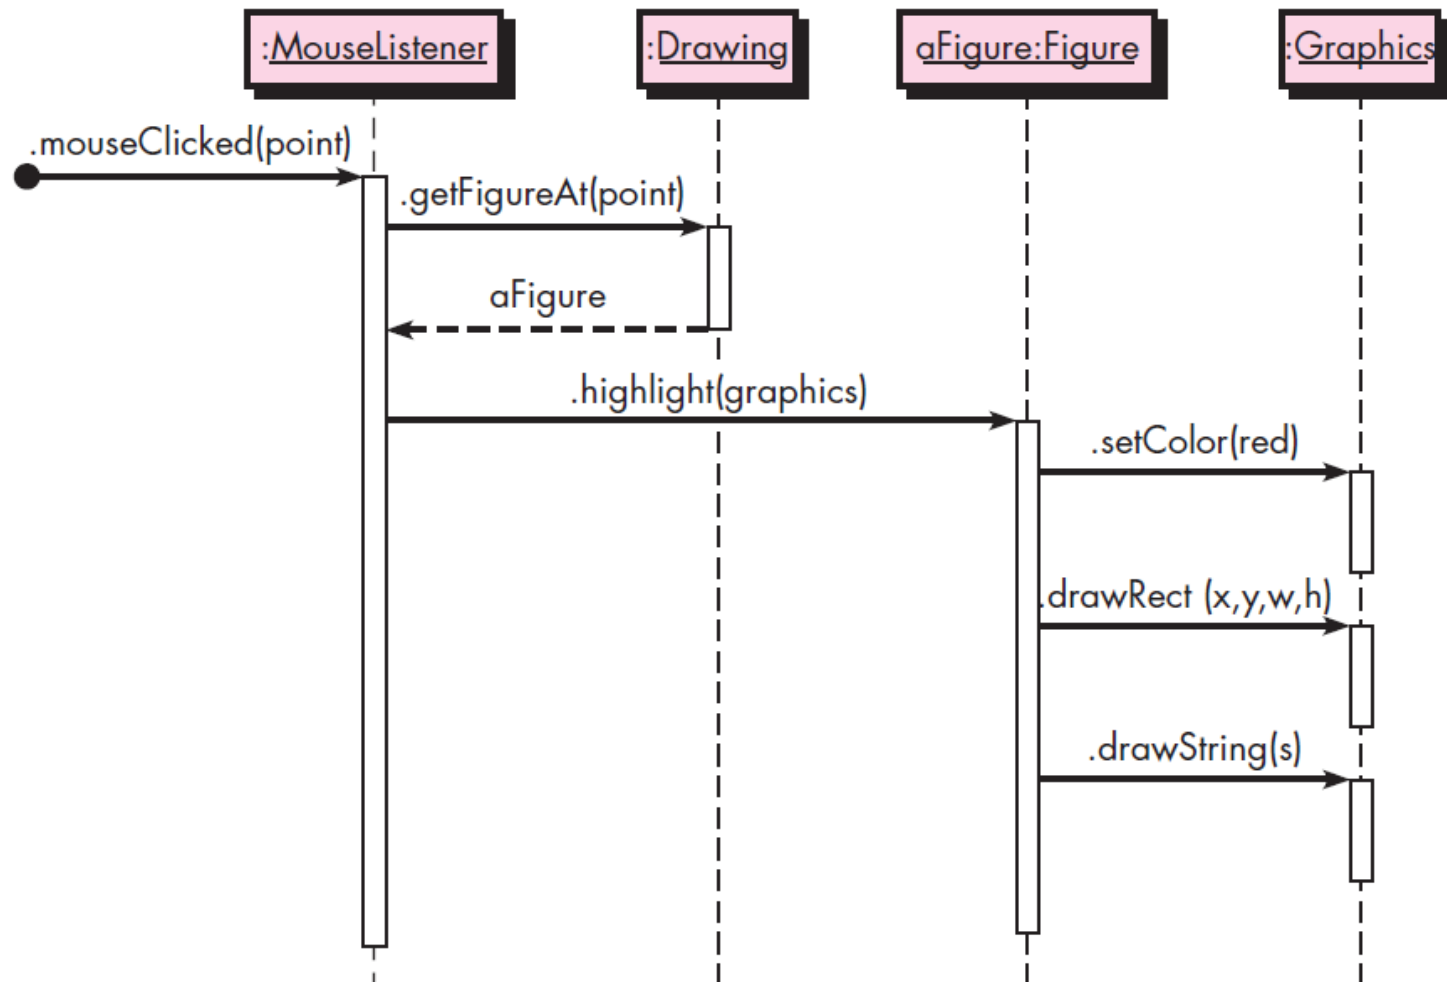 :MouseListener
:Drawing
aFigure:Figure
:Graphics
.mouseClicked(point)
.getFigureAt(point)
aFigure
.highlight(graphics)
.setColor(red)
.drawRect (x,y,w,h)
.drawString(s)